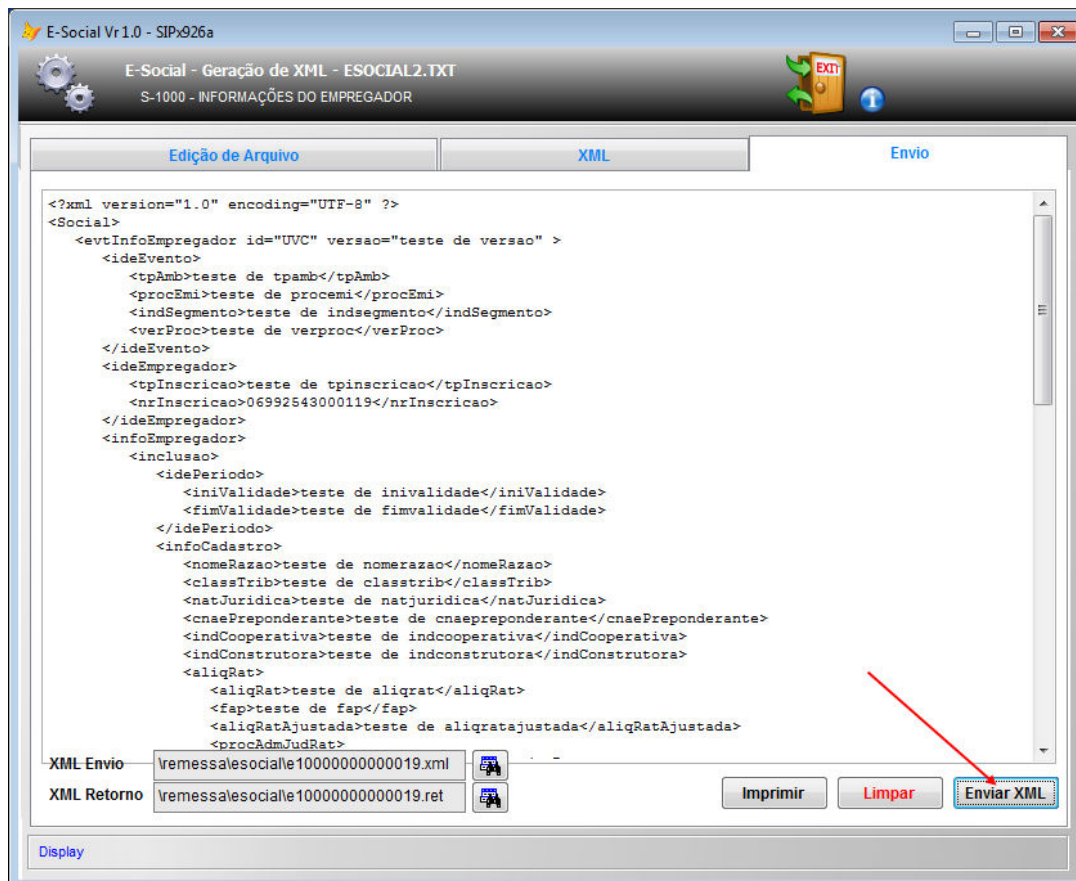 E-Social Vr 1.0 - SIPx926a
E-Social - Geração de XML - ESOCIAL2.TXT
S-1000 - INFORMAÇÕES DO EMPREGADOR
EXIT
Edição de Arquivo
XML
Envio
<?xml version="1.0" encoding="UTF-8" ?>
<Social>
<evtInfoEmpregador id="UVC" versao="teste de versao" >
<ideEvento>
<tpAmb>teste de tpamb</tpAmb>
<procEmi>teste de procemi</procEmi>
<indSegmento>teste de indsegmento</indSegmento>
<verProc>teste de verproc</verProc>
</ideEvento>
<ideEmpregador>
<tpInscricao>teste de tpinscricao</tpInscricao>
<nrInscricao>06992543000119</nrInscricao>
</ideEmpregador>
<infoEmpregador>
<inclusao>
<idePeriodo>
<iniValidade>teste de inivalidade</iniValidade>
<fimValidade>teste de fimvalidade</fimValidade>
</idePeriodo>
<infoCadastro>
<nomeRazao>teste de nomerazao</nomeRazao>
<classTrib>teste de classtrib</classTrib>
<natJuridica>teste de natjuridica</natJuridica>
<cnaePreponderante>teste de cnaepreponderante</cnaePreponderante>
<indCooperativa>teste de indcooperativa</indCooperativa>
<indConstrutora>teste de indconstrutora</indConstrutora>
<aliqRat>
<aliqRat>teste de aliqrat</aliqRat>
<fap>teste de fap</fap>
<aliqRatAjustada>teste de aliqratajustada</aliqRatAjustada>
<procAdmJudRat>
XML Envio \remessa\esocial\e10000000000019.xml
XML Retorno \remessa\esocial\e10000000000019.ret
Imprimir
Limpar
Enviar XML
Display